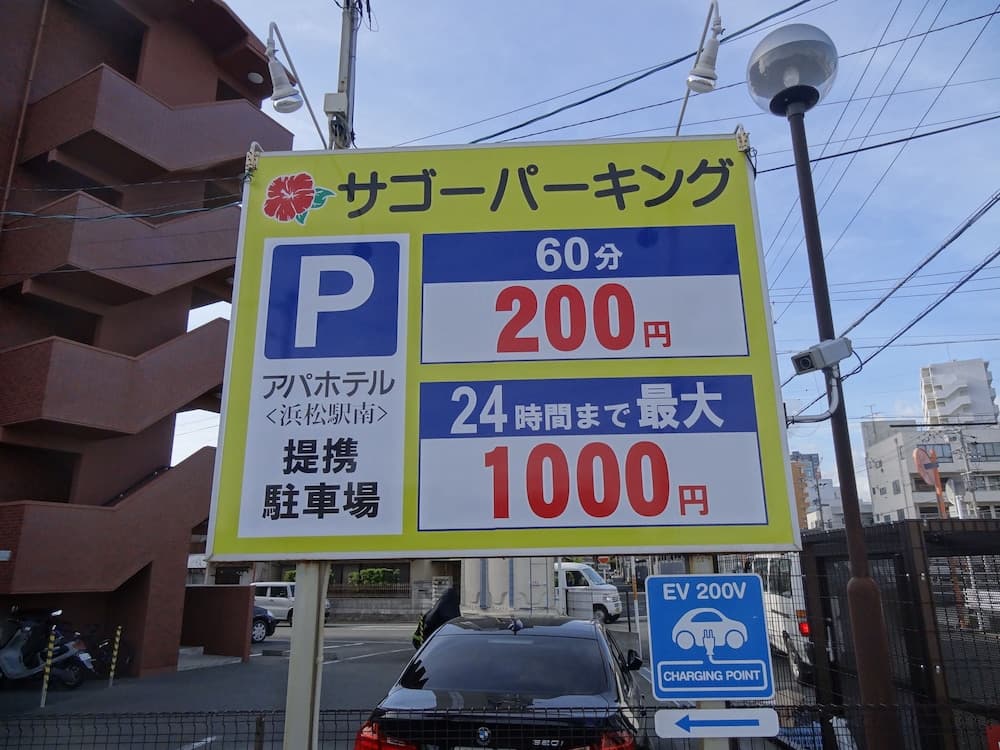 サゴーパーキング
P
アパホテル
<浜松駅南>
提携
駐車場
60分
200円
24時間まで最大
1000円
EV 200V
CHARGING POINT
320i